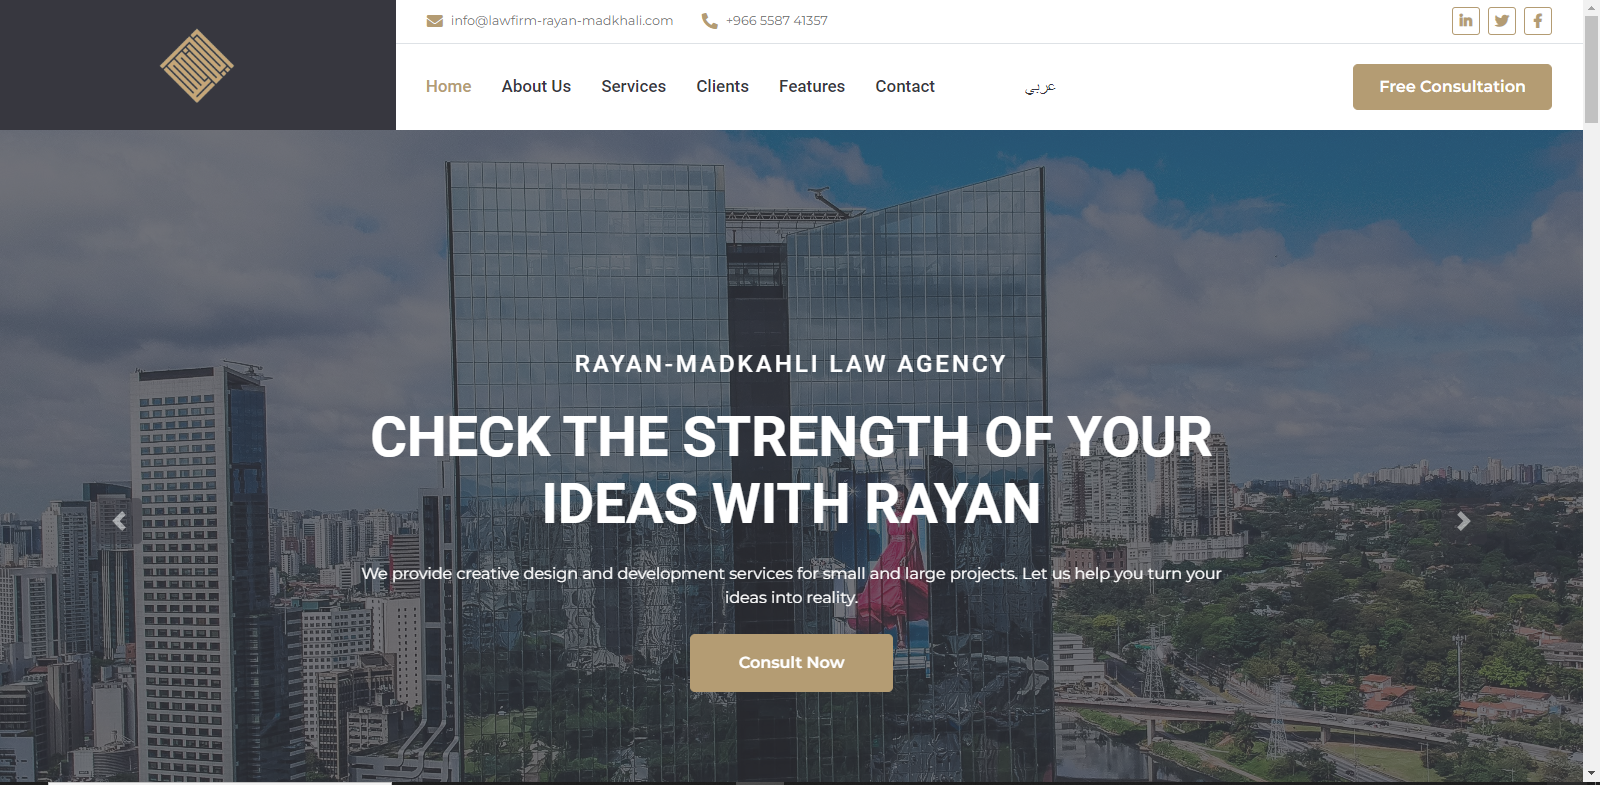 info@lawfirm-rayan-madkhali.com +966 5587 41357
Home About Us Services Clients Features Contact عربي Free Consultation
RAYAN-MADKAHLI LAW AGENCY
CHECK THE STRENGTH OF YOUR
IDEAS WITH RAYAN
We provide creative design and development services for small and large projects. Let us help you turn your
ideas into reality.
Consult Now